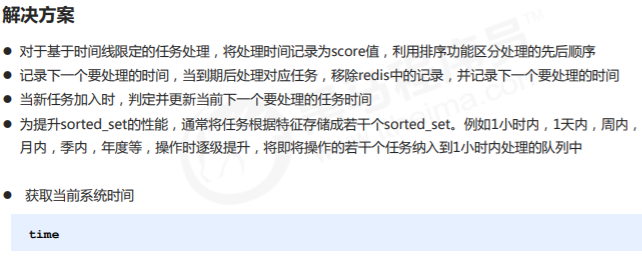 解决方案
● 对于基于时间线限定的任务处理，将处理时间记录为score值，利用排序功能区分处理的先后顺序
● 记录下一个要处理的时间，当到期后处理对应任务，移除redis中的记录，并记录下一个要处理的时间
● 当新任务加入时，判定并更新当前下一个要处理的任务时间
● 为提升sorted_set的性能，通常将任务根据特征存储成若干个sorted_set。例如1小时内，1天内，周内，
月内，季内，年度等，操作时逐级提升，将即将操作的若干个任务纳入到1小时内处理的队列中
● 获取当前系统时间
time